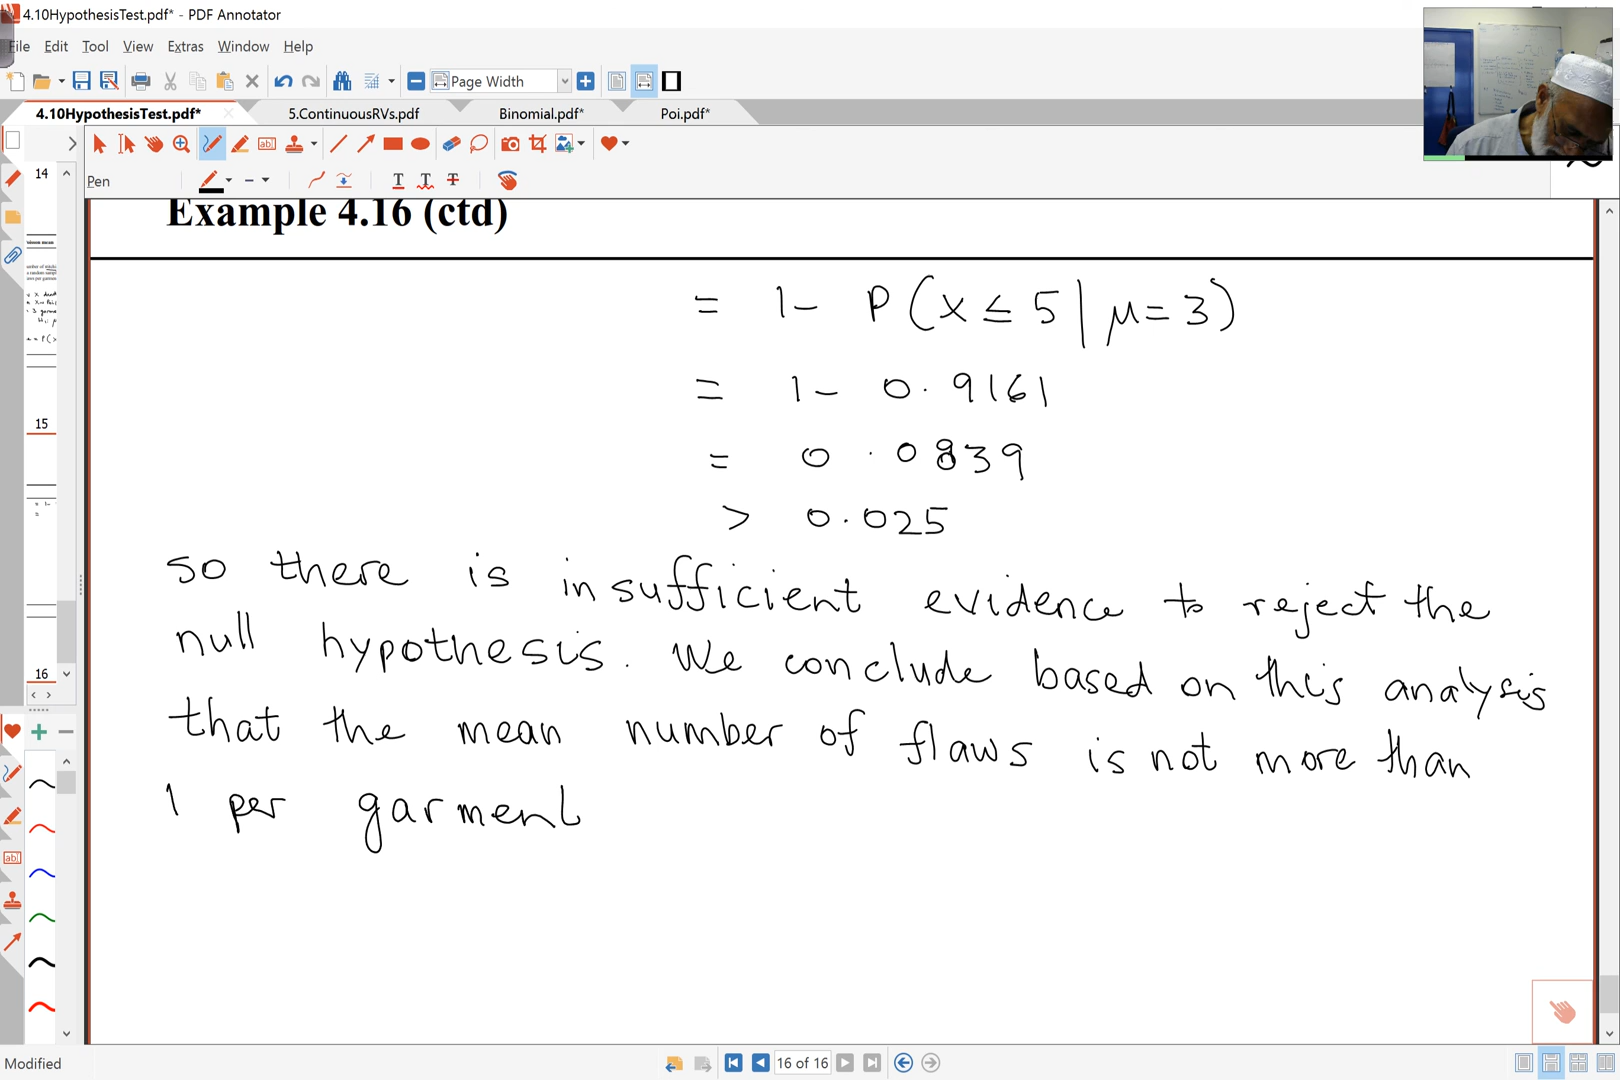 4.10HypothesisTest.pdf* - PDF Annotator
File Edit Tool View Extras Window Help
Page Width
4.10HypothesisTest.pdf* 5.ContinuousRVs.pdf Binomial.pdf* Poi.pdf*
Pen
14
15
16
Example 4.16 (ctd)
= 1 - P(X ≤ 5 | μ = 3)
= 1 - 0.9161
= 0.0839
> 0.025
so there is insufficient evidence to reject the
null hypothesis. We conclude based on this analysis
that the mean number of flaws is not more than
1 per garment
Modified
16 of 16